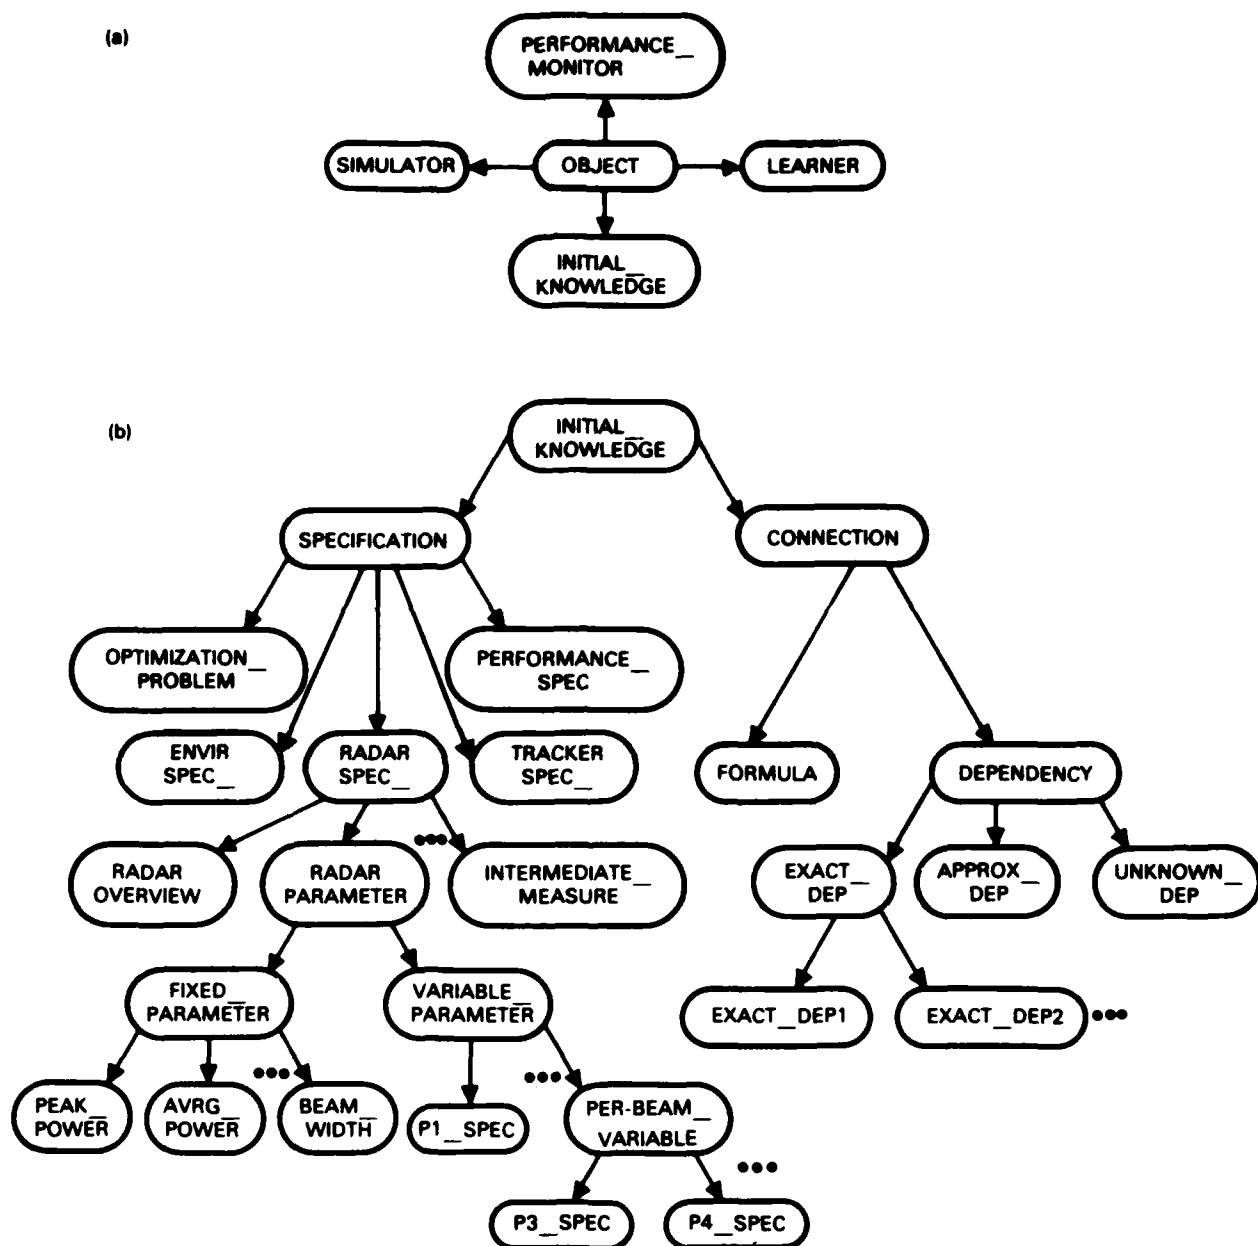 (a)
PERFORMANCE_
MONITOR
SIMULATOR
OBJECT
LEARNER
INITIAL_
KNOWLEDGE
(b)
INITIAL_
KNOWLEDGE
SPECIFICATION
CONNECTION
OPTIMIZATION_
PROBLEM
PERFORMANCE_
SPEC
ENVIR
SPEC_
RADAR
SPEC_
TRACKER
SPEC_
FORMULA
DEPENDENCY
RADAR
OVERVIEW
RADAR
PARAMETER
•••
INTERMEDIATE_
MEASURE
EXACT_
DEP
APPROX_
DEP
UNKNOWN_
DEP
FIXED_
PARAMETER
VARIABLE_
PARAMETER
EXACT_DEP1
EXACT_DEP2
•••
PEAK_
POWER
AVRG_
POWER
•••
BEAM_
WIDTH
P1_SPEC
•••
PER-BEAM_
VARIABLE
P3_SPEC
•••
P4_SPEC